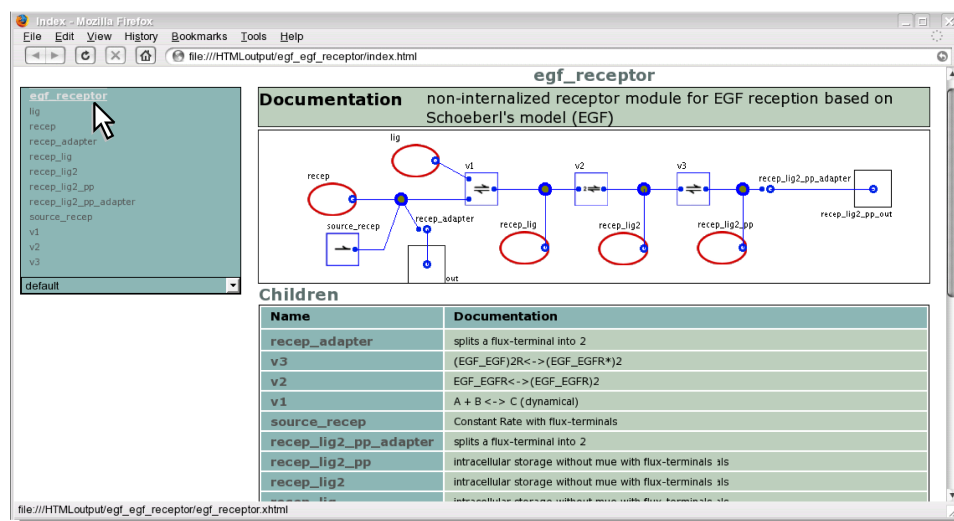 Index - Mozilla Firefox
File Edit View History Bookmarks Tools Help
file:///HTMLoutput/egf_egf_receptor/index.html
egf_receptor
lig
recep
recep_adapter
recep_lig
recep_lig2
recep_lig2_pp
recep_lig2_pp_adapter
source_recep
v1
v2
v3
default
egf_receptor
Documentation non-internalized receptor module for EGF reception based on
Schoeberl's model (EGF)
lig
v1
v2
v3
recep
recep_lig2_pp_adapter
source_recep
recep_adapter
recep_lig
recep_lig2
recep_lig2_pp
recep_lig2_pp_out
out
2
Children
Name Documentation
recep_adapter splits a flux-terminal into 2
v3 (EGF_EGF)2R<->(EGF_EGFR*)2
v2 EGF_EGFR<->(EGF_EGFR)2
v1 A + B <-> C (dynamical)
source_recep Constant Rate with flux-terminals
recep_lig2_pp_adapter splits a flux-terminal into 2
recep_lig2_pp intracellular storage without mue with flux-terminals
recep_lig2 intracellular storage without mue with flux-terminals
file:///HTMLoutput/egf_egf_receptor/egf_receptor.xhtml